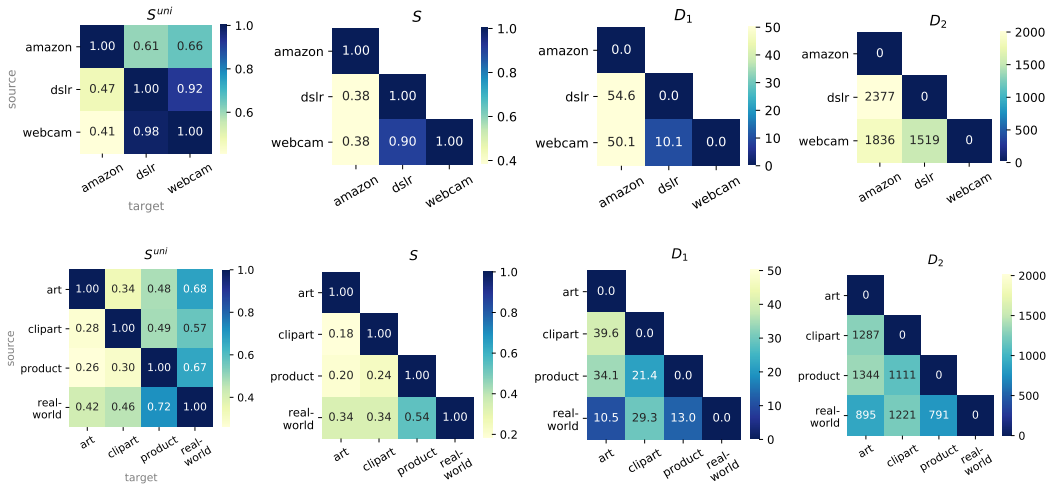 S^uni
amazon 1.00 0.61 0.66
dslr 0.47 1.00 0.92
webcam 0.41 0.98 1.00
amazon dslr webcam
source
target
1.0
0.8
0.6
S
amazon 1.00
dslr 0.38 1.00
webcam 0.38 0.90 1.00
amazon dslr webcam
1.0
0.8
0.6
0.4
D_1
amazon 0.0
dslr 54.6 0.0
webcam 50.1 10.1 0.0
amazon dslr webcam
50
40
30
20
10
0
D_2
amazon 0
dslr 2377 0
webcam 1836 1519 0
amazon dslr webcam
2000
1500
1000
500
0
S^uni
art 1.00 0.34 0.48 0.68
clipart 0.28 1.00 0.49 0.57
product 0.26 0.30 1.00 0.67
real-
world 0.42 0.46 0.72 1.00
art clipart product real-
world
source
target
1.0
0.8
0.6
0.4
S
art 1.00
clipart 0.18 1.00
product 0.20 0.24 1.00
real-
world 0.34 0.34 0.54 1.00
art clipart product real-
world
1.0
0.8
0.6
0.4
0.2
D_1
art 0.0
clipart 39.6 0.0
product 34.1 21.4 0.0
real-
world 10.5 29.3 13.0 0.0
art clipart product real-
world
50
40
30
20
10
0
D_2
art 0
clipart 1287 0
product 1344 1111 0
real-
world 895 1221 791 0
art clipart product real-
world
2000
1500
1000
500
0